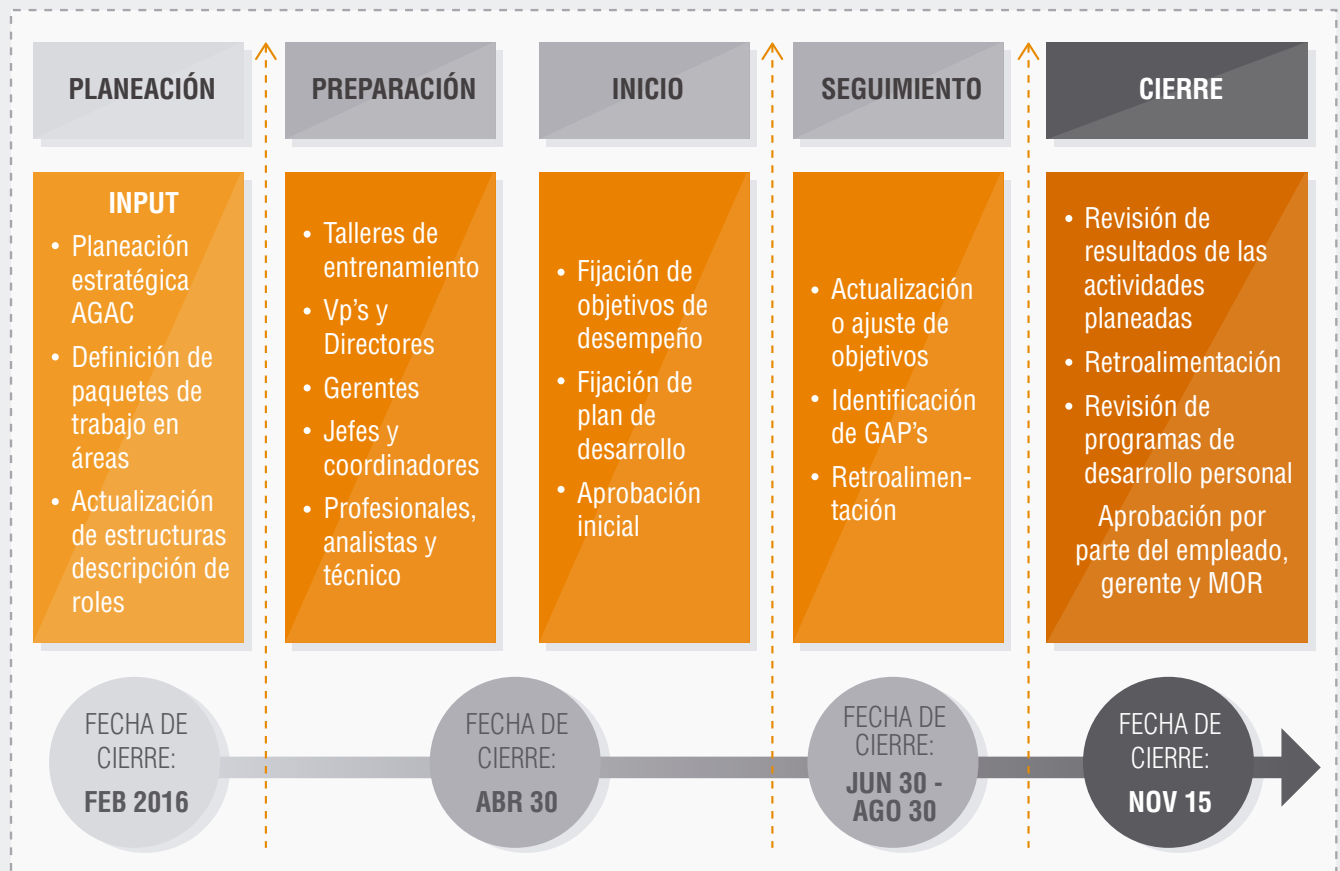 PLANEACIÓN
INPUT
• Planeación
estratégica
AGAC
• Definición de
paquetes de
trabajo en
áreas
• Actualización
de estructuras
descripción de
roles
PREPARACIÓN
• Talleres de
entrenamiento
• Vp's y
Directores
• Gerentes
• Jefes y
coordinadores
• Profesionales,
analistas y
técnico
INICIO
• Fijación de
objetivos de
desempeño
• Fijación de
plan de
desarrollo
• Aprobación
inicial
SEGUIMIENTO
• Actualización
o ajuste de
objetivos
• Identificación
de GAP's
• Retroalimen-
tación
CIERRE
• Revisión de
resultados de las
actividades
planeadas
• Retroalimentación
• Revisión de
programas de
desarrollo personal
Aprobación por
parte del empleado,
gerente y MOR
FECHA DE
CIERRE:
FEB 2016
FECHA DE
CIERRE:
ABR 30
FECHA DE
CIERRE:
JUN 30 -
AGO 30
FECHA DE
CIERRE:
NOV 15